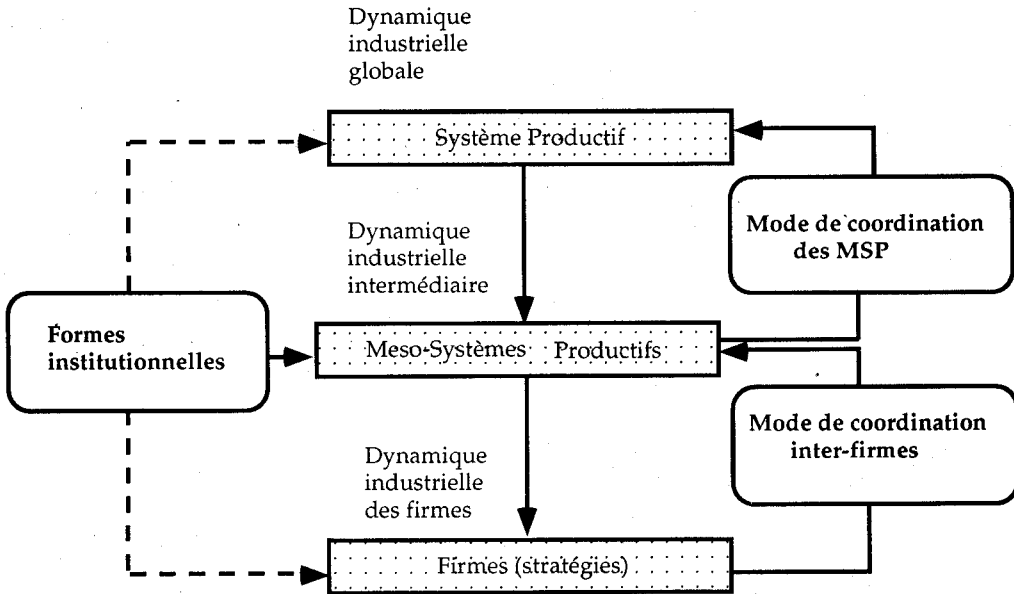 Dynamique
industrielle
globale
Système Productif
Mode de coordination
des MSP
Dynamique
industrielle
intermédiaire
Formes
institutionnelles
Meso-Systèmes Productifs
Mode de coordination
inter-firmes
Dynamique
industrielle
des firmes
Firmes (stratégies)